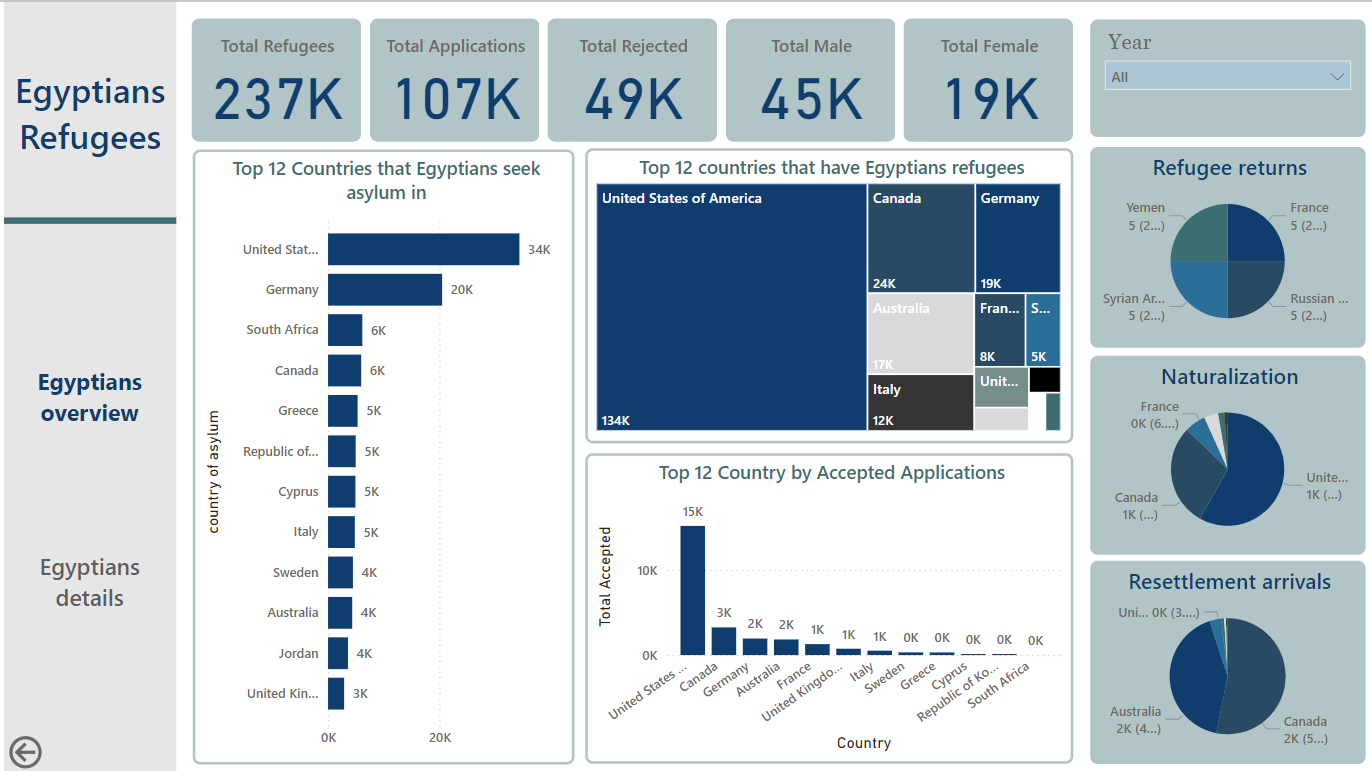 Egyptians
Refugees
Egyptians
overview
Egyptians
details
Total Refugees
237K
Total Applications
107K
Total Rejected
49K
Total Male
45K
Total Female
19K
Year
All
Top 12 Countries that Egyptians seek
asylum in
country of asylum
United Stat... 34K
Germany 20K
South Africa 6K
Canada 6K
Greece 5K
Republic of... 5K
Cyprus 5K
Italy 5K
Sweden 4K
Australia 4K
Jordan 4K
United Kin... 3K
0K 20K
Top 12 countries that have Egyptians refugees
United States of America
134K
Canada
24K
Germany
19K
Australia
17K
Fran...
8K
S...
5K
Italy
12K
Unit...
Top 12 Country by Accepted Applications
Total Accepted
10K
0K
15K
3K
2K
2K
1K
1K
1K
0K
0K
0K
0K
0K
United States ...
Canada
Germany
Australia
France
United Kingdo...
Italy
Sweden
Greece
Cyprus
Republic of Ko...
South Africa
Country
Refugee returns
Yemen
5 (2...)
France
5 (2...)
Syrian Ar...
5 (2...)
Russian ...
5 (2...)
Naturalization
France
0K (6....)
Unite...
1K (...)
Canada
1K (...)
Resettlement arrivals
Uni... 0K (3....)
Australia
2K (4...)
Canada
2K (5...)